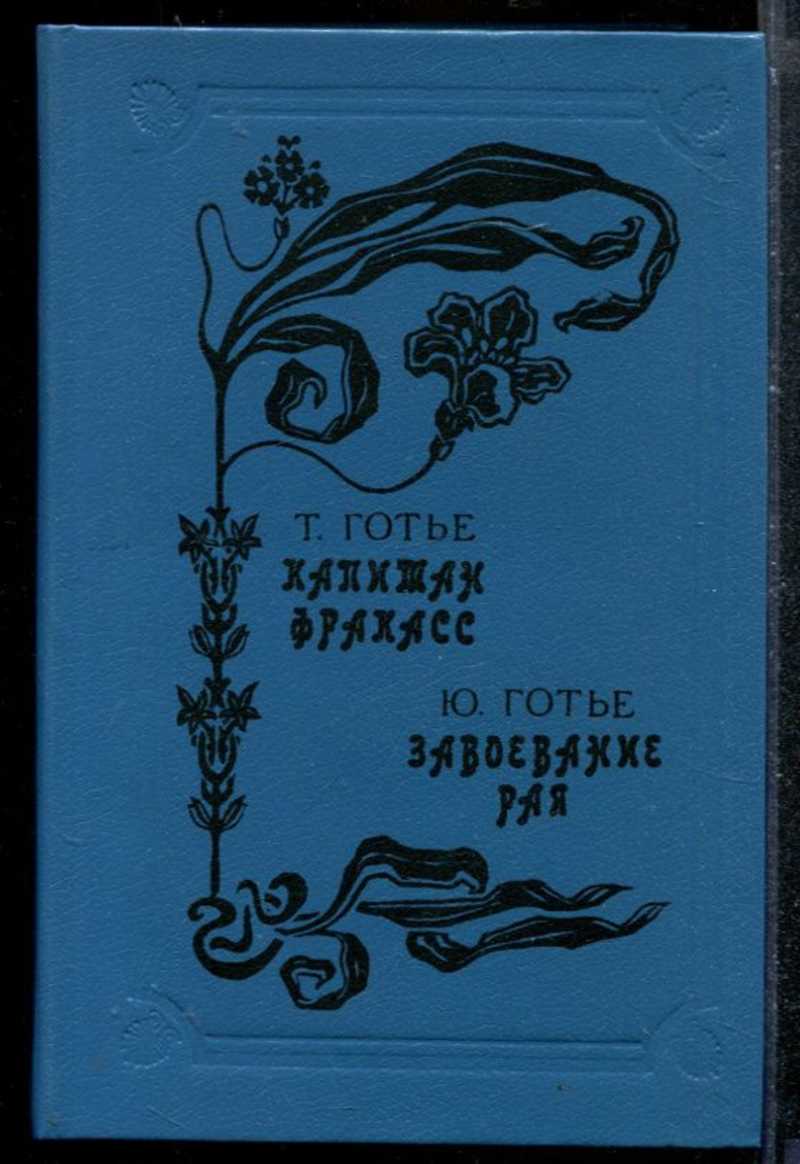 Т. ГОТЬЕ
КАПИТАН
ФРАКАСС
Ю. ГОТЬЕ
ЗАВОЕВАНИЕ
РАЯ